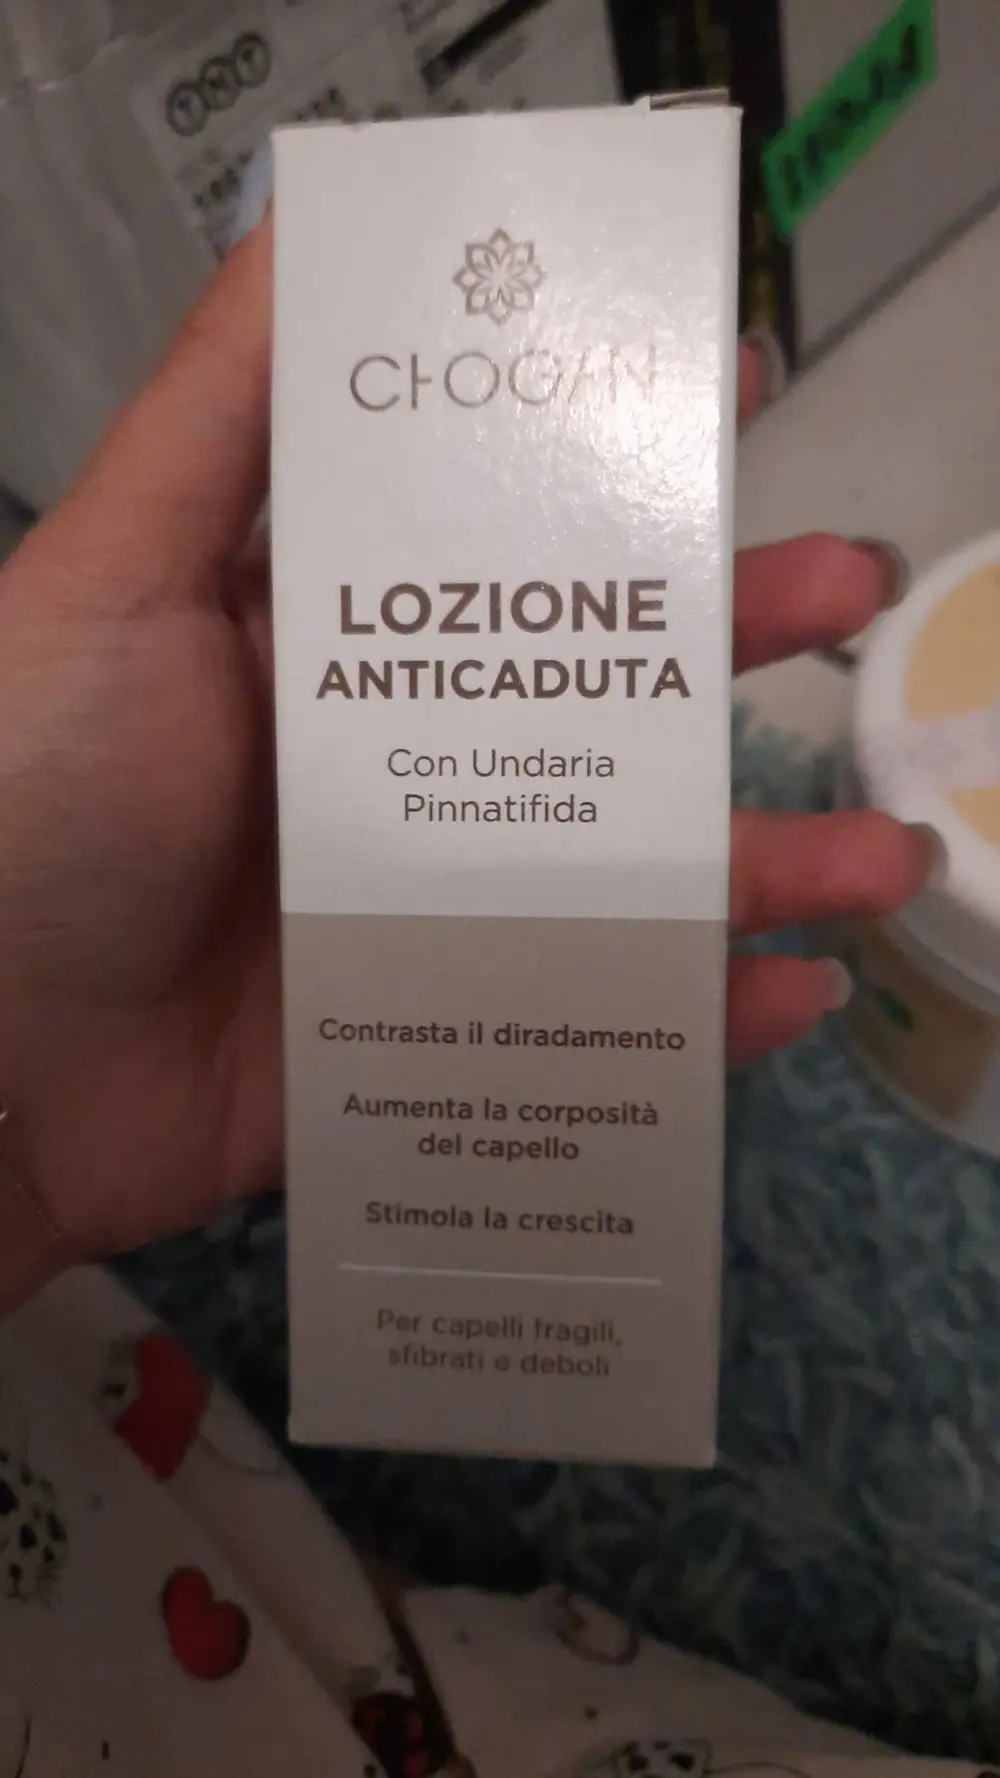 TNT
CHOGAN
LOZIONE
ANTICADUTA
Con Undaria
Pinnatifida
Contrasta il diradamento
Aumenta la corposità
del capello
Stimola la crescita
Per capelli fragili,
sfibrati e deboli